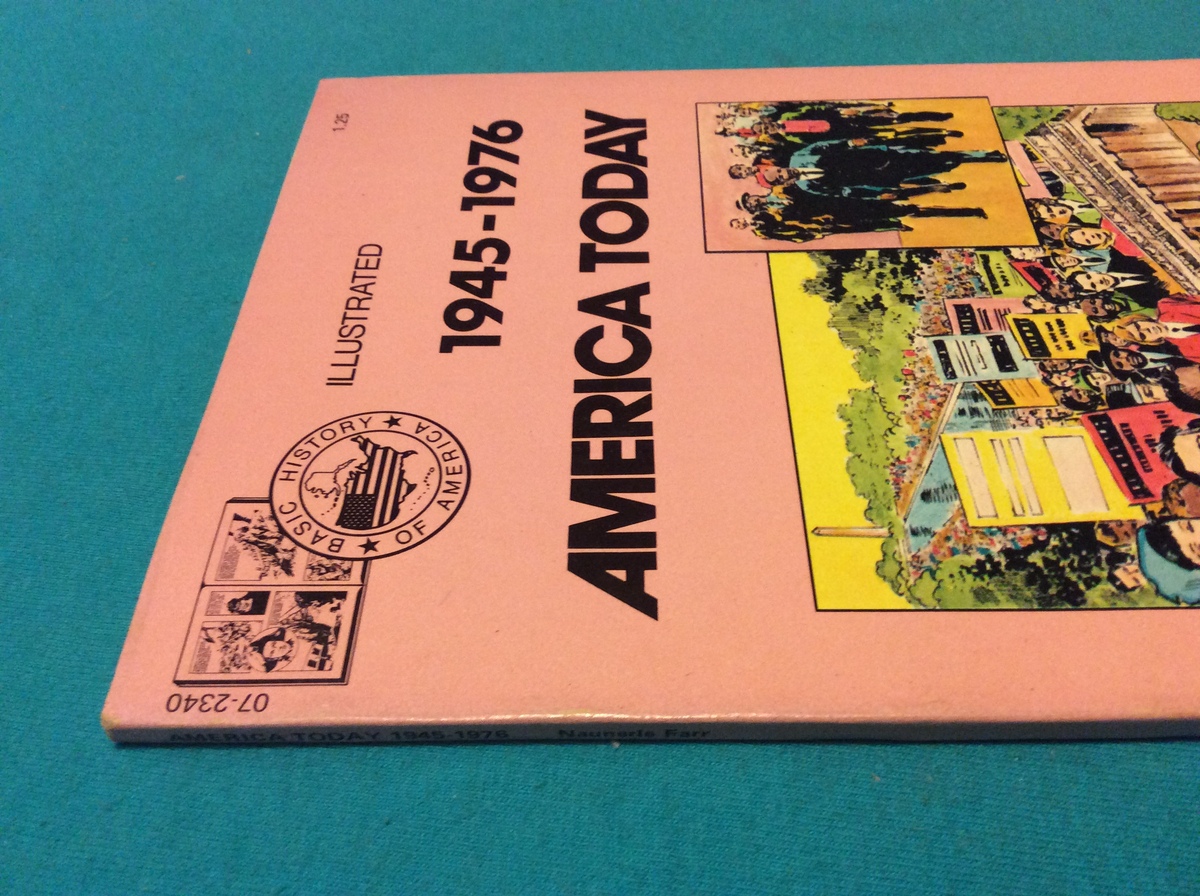 1.25
ILLUSTRATED
BASIC HISTORY ★ OF AMERICA ★
07-2340
1945-1976
AMERICA TODAY
AMERICA TODAY 1945-1976 Naunerle Farr